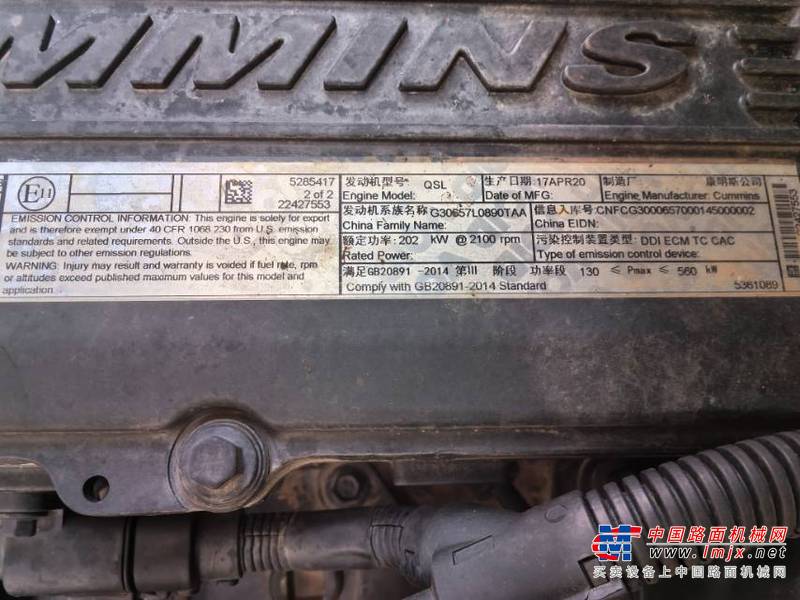 MMINS
E11
5285417
2 of 2
22427553
EMISSION CONTROL INFORMATION: This engine is solely for export
and is therefore exempt under 40 CFR 1068.230 from U.S. emission
standards and related requirements. Outside the U.S., this engine may
be subject to other emission regulations.
WARNING: Injury may result and warranty is voided if fuel rate, rpm
or altitudes exceed published maximum values for this model and
application.
发动机型号: QSL
Engine Model:
生产日期: 17APR20
Date of MFG:
制造厂 康明斯公司
Engine Manufacturer: Cummins
发动机系族名称 G30657L0890TAA
China Family Name:
信息入库号: CNFCG3000657000145000002
China EIDN:
额定功率: 202 kW @ 2100 rpm
Rated Power:
污染控制装置类型: DDI ECM TC CAC
Type of emission control device:
满足GB20891-2014 第III 阶段 功率段 130 ≤ Pmax ≤ 560 kW
Comply with GB20891-2014 Standard
5361089
22427553
中国路面机械网
www.lmjx.net
买卖设备上中国路面机械网